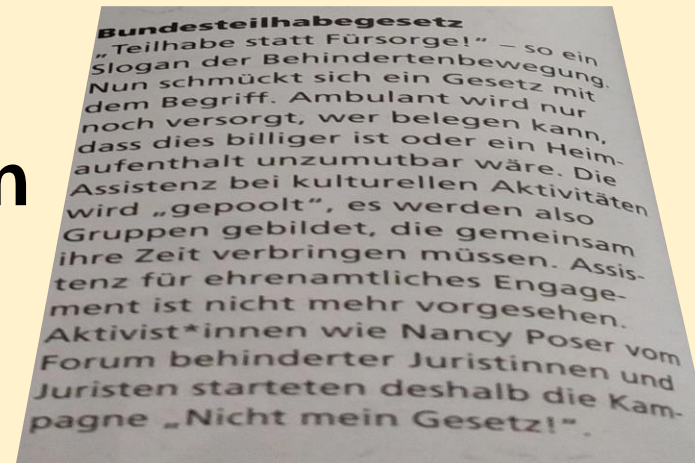 Bundesteilhabegesetz
„Teilhabe statt Fürsorge!“ – so ein
Slogan der Behindertenbewegung.
Nun schmückt sich ein Gesetz mit
dem Begriff. Ambulant wird nur
noch versorgt, wer belegen kann,
dass dies billiger ist oder ein Heim-
aufenthalt unzumutbar wäre. Die
Assistenz bei kulturellen Aktivitäten
wird „gepoolt“, es werden also
Gruppen gebildet, die gemeinsam
ihre Zeit verbringen müssen. Assis-
tenz für ehrenamtliches Engage-
ment ist nicht mehr vorgesehen.
Aktivist*innen wie Nancy Poser vom
Forum behinderter Juristinnen und
Juristen starteten deshalb die Kam-
pagne „Nicht mein Gesetz!“.